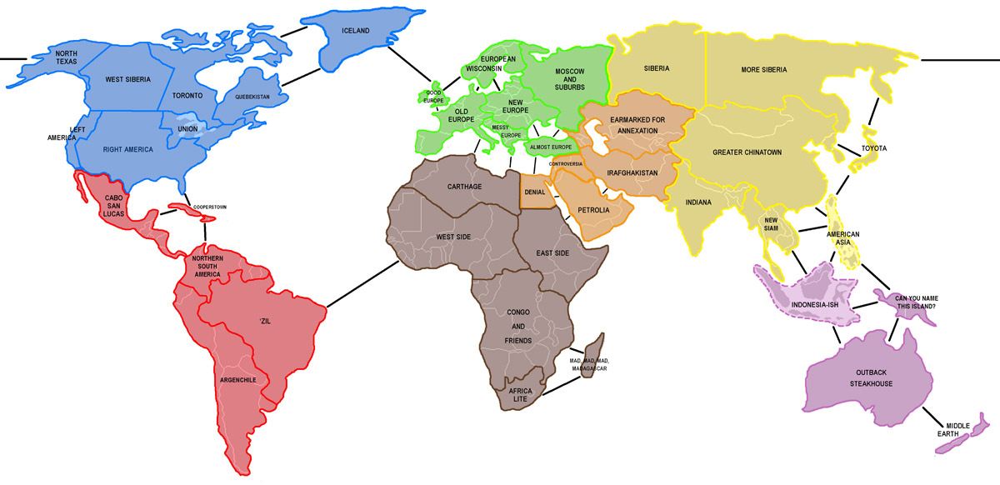 ICELAND
NORTH
TEXAS
WEST SIBERIA
TORONTO
QUEBEKISTAN
LEFT
AMERICA
UNION
RIGHT AMERICA
CABO
SAN
LUCAS
COOPERSTOWN
NORTHERN
SOUTH
AMERICA
'ZIL
ARGENCHILE
EUROPEAN
WISCONSIN
GOOD
EUROPE
OLD
EUROPE
NEW
EUROPE
MESSY
EUROPE
ALMOST EUROPE
MOSCOW
AND
SUBURBS
SIBERIA
MORE SIBERIA
EARMARKED FOR
ANNEXATION
CONTROVERSIA
IRAFGHANISTAN
DENIAL
PETROLIA
CARTHAGE
WEST SIDE
EAST SIDE
CONGO
AND
FRIENDS
MAD, MAD, MAD,
MADAGASCAR
AFRICA
LITE
GREATER CHINATOWN
TOYOTA
INDIANA
NEW
SIAM
AMERICAN
ASIA
INDONESIA-ISH
CAN YOU NAME
THIS ISLAND?
OUTBACK
STEAKHOUSE
MIDDLE
EARTH